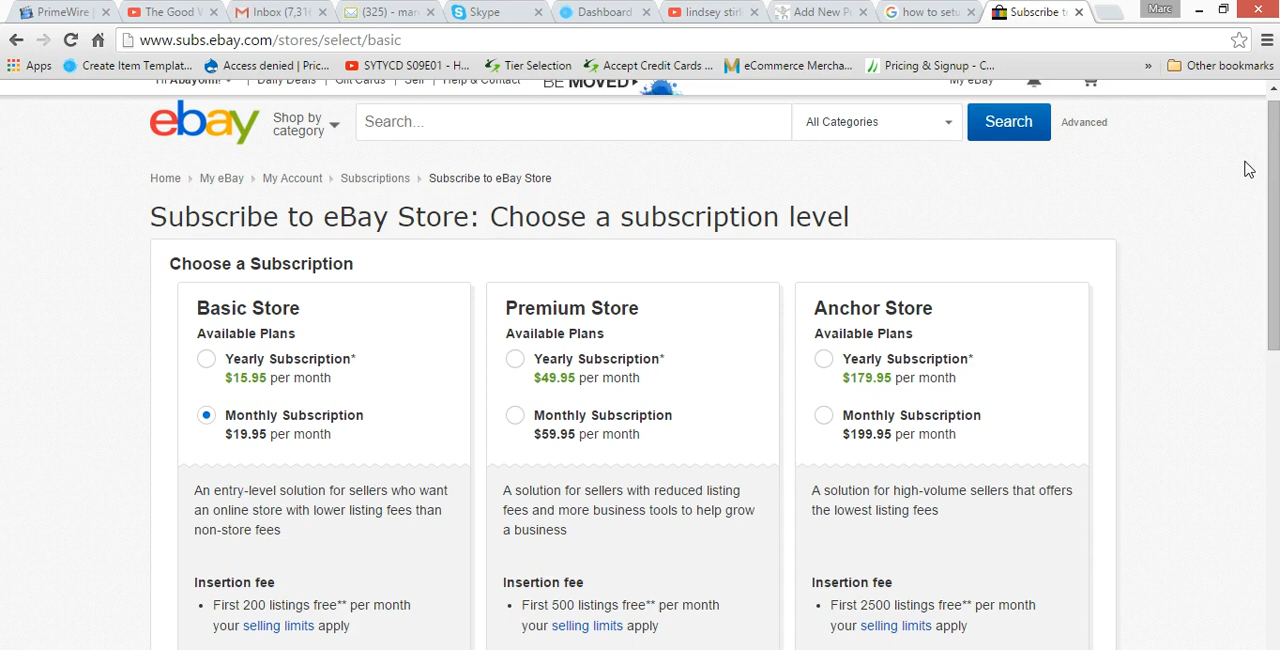 PrimeWire |
The Good W
Inbox (7,31
(325) - mar
Skype
Dashboard
lindsey stirl
Add New P
how to setu
Subscribe t
Marc
www.subs.ebay.com/stores/select/basic
Apps
Create Item Templat...
Access denied | Pric...
SYTYCD S09E01 - H...
Tier Selection
Accept Credit Cards ...
eCommerce Mercha...
Pricing & Signup - C...
»
Other bookmarks
Hi Abayomi!
Daily Deals
Gift Cards
Sell
Help & Contact
BE MOVED
My eBay
ebay
Shop by
category
Search...
All Categories
Search
Advanced
Home
My eBay
My Account
Subscriptions
Subscribe to eBay Store
Subscribe to eBay Store: Choose a subscription level
Choose a Subscription
Basic Store
Available Plans
Yearly Subscription*
$15.95 per month
Monthly Subscription
$19.95 per month
An entry-level solution for sellers who want
an online store with lower listing fees than
non-store fees
Insertion fee
• First 200 listings free** per month
your selling limits apply
Premium Store
Available Plans
Yearly Subscription*
$49.95 per month
Monthly Subscription
$59.95 per month
A solution for sellers with reduced listing
fees and more business tools to help grow
a business
Insertion fee
• First 500 listings free** per month
your selling limits apply
Anchor Store
Available Plans
Yearly Subscription*
$179.95 per month
Monthly Subscription
$199.95 per month
A solution for high-volume sellers that offers
the lowest listing fees
Insertion fee
• First 2500 listings free** per month
your selling limits apply